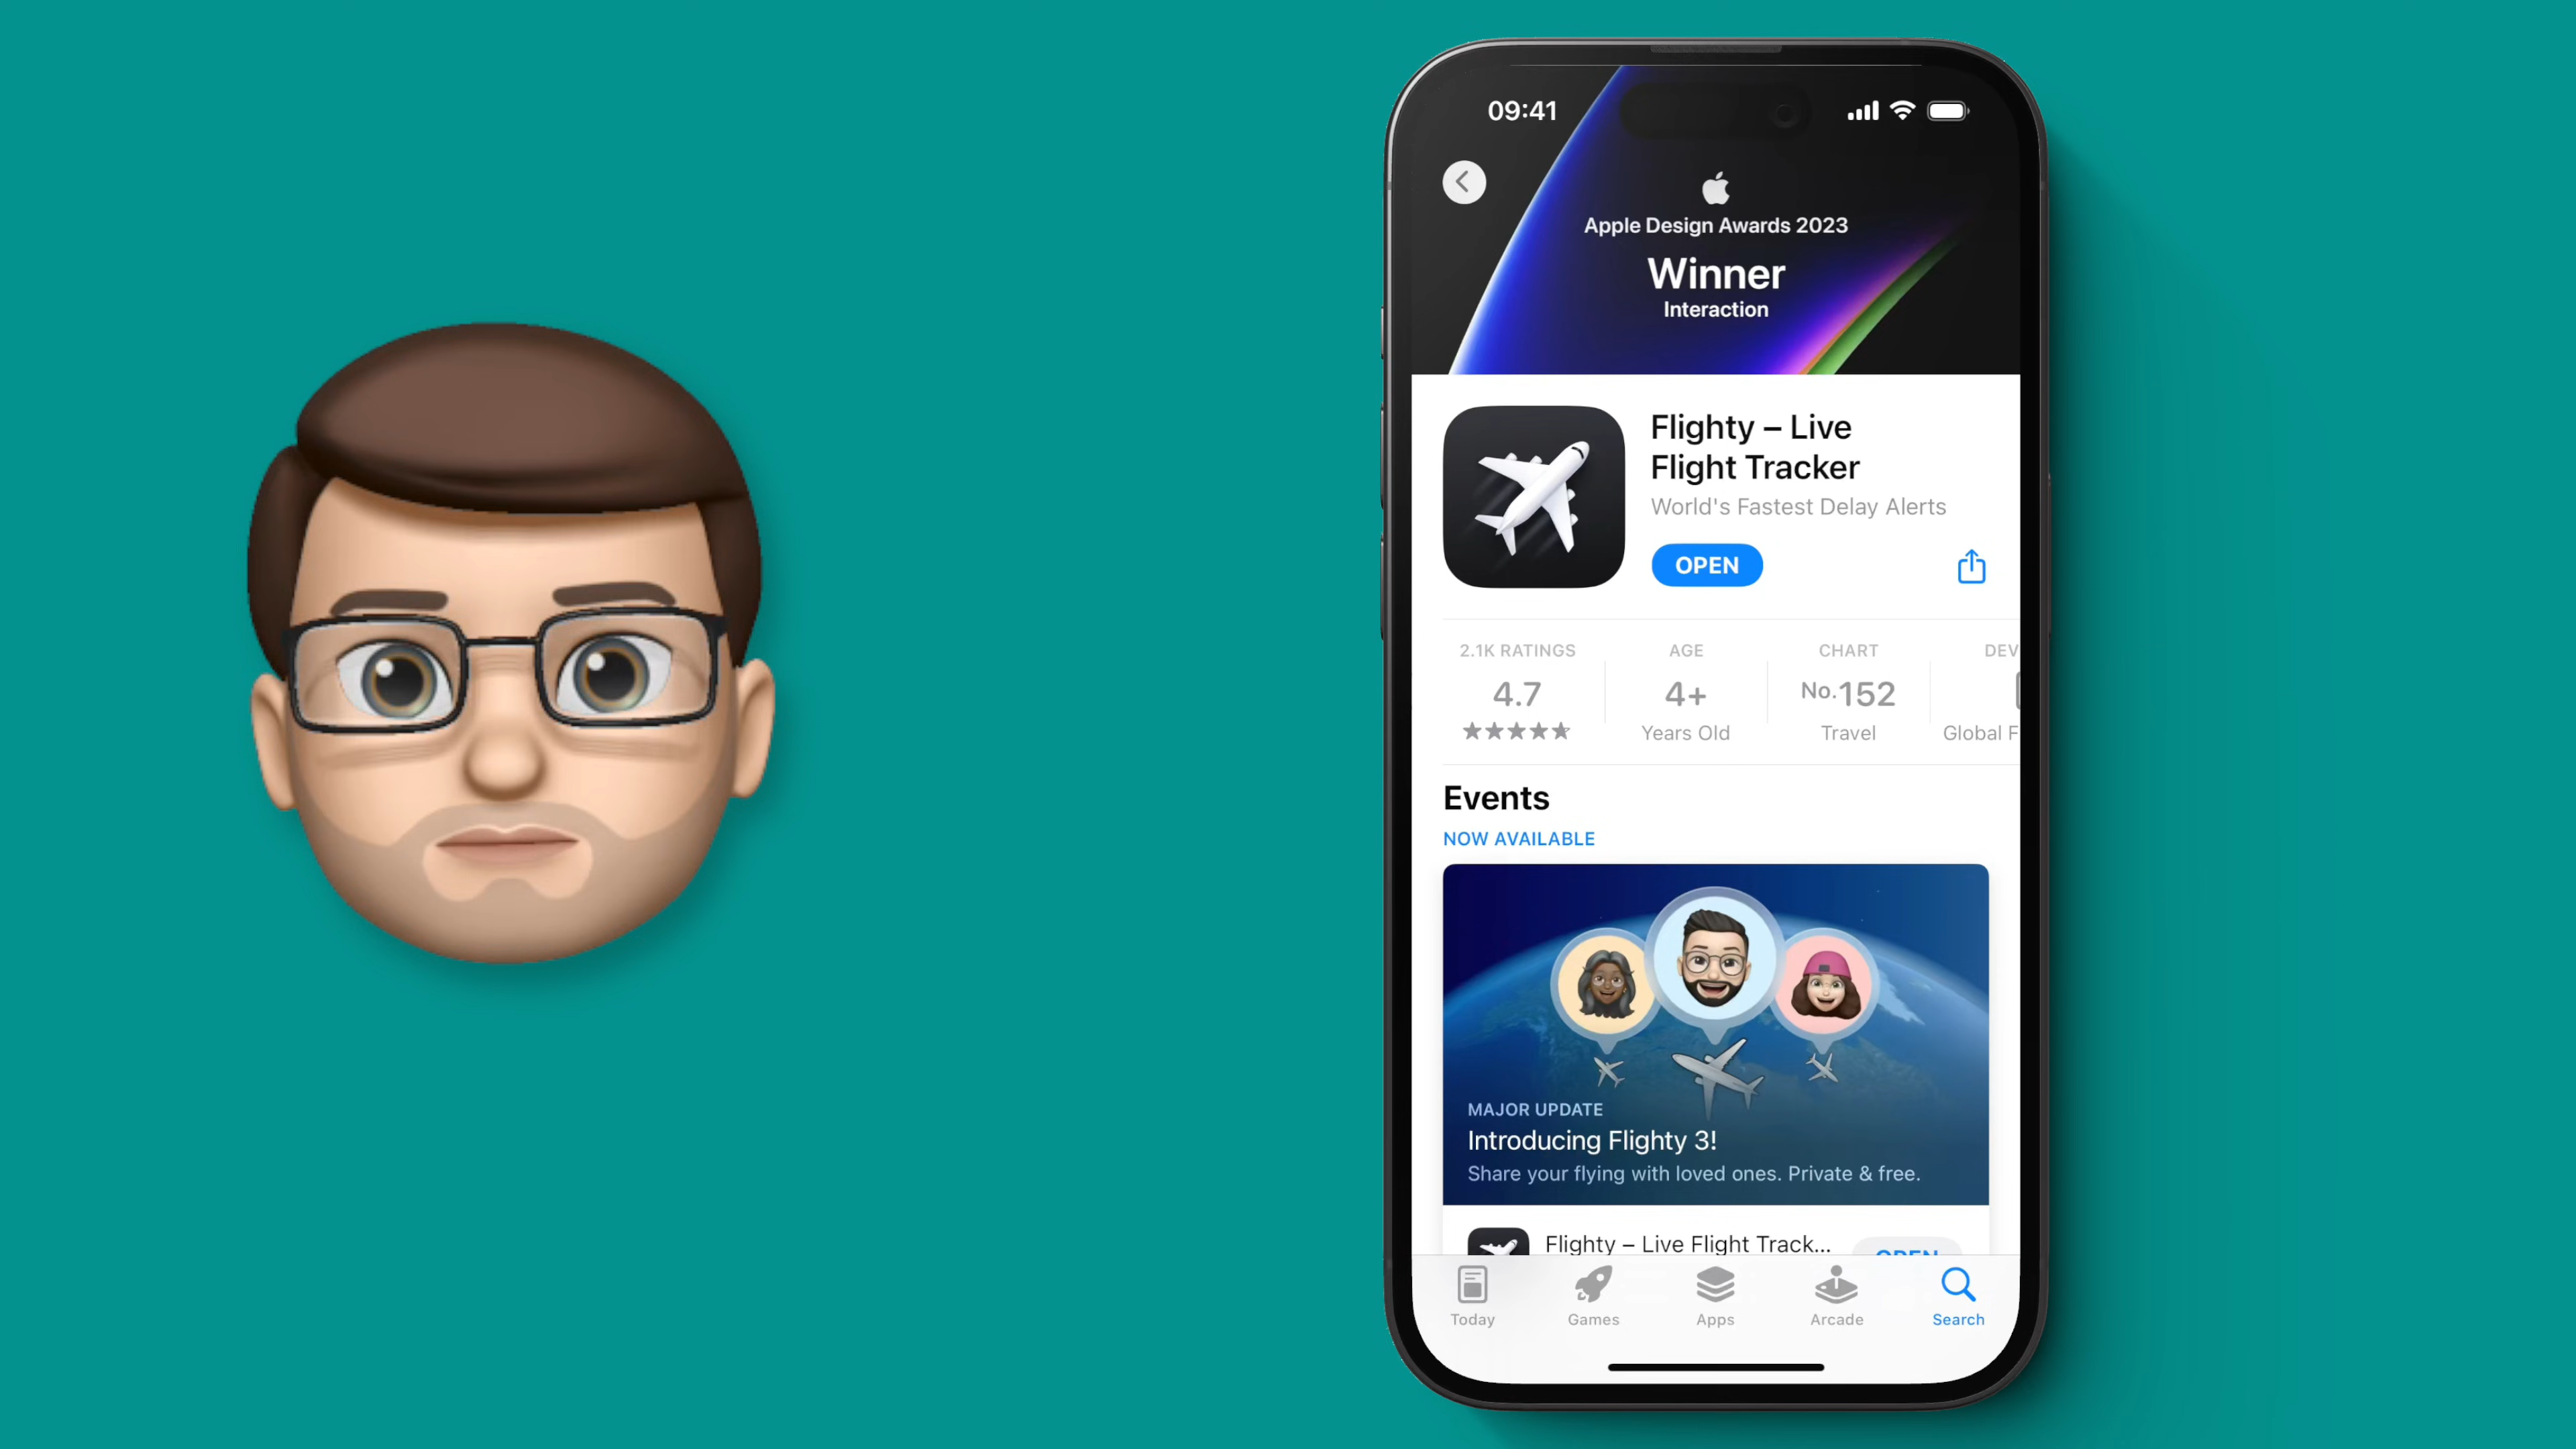 09:41
Apple Design Awards 2023
Winner
Interaction
Flighty – Live
Flight Tracker
World's Fastest Delay Alerts
OPEN
2.1K RATINGS
4.7
AGE
4+
Years Old
CHART
No.152
Travel
DEV
Global F
Events
NOW AVAILABLE
MAJOR UPDATE
Introducing Flighty 3!
Share your flying with loved ones. Private & free.
Flighty – Live Flight Track...
OPEN
Today
Games
Apps
Arcade
Search